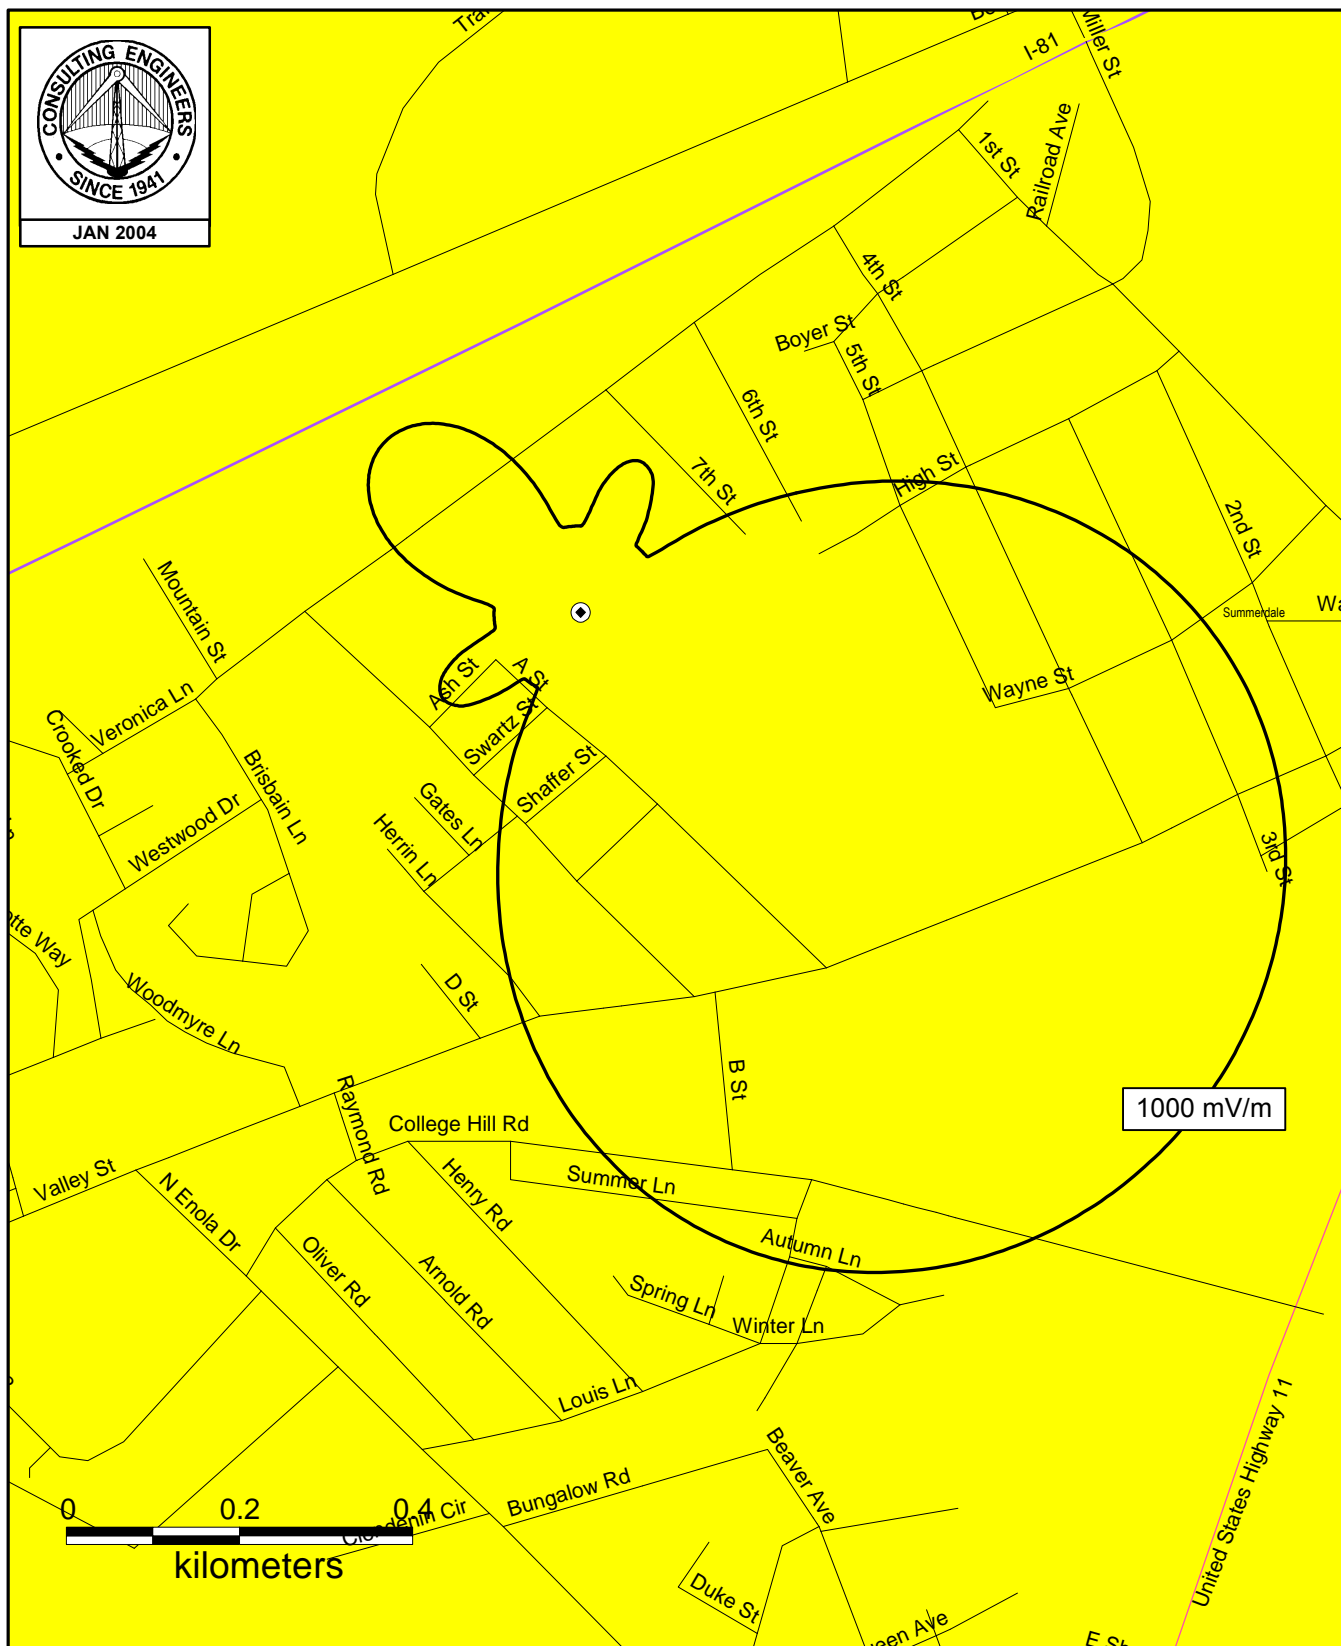 CONSULTING ENGINEERS
SINCE 1941
JAN 2004
I-81
Miller St
1st St
Railroad Ave
4th St
Boyer St
5th St
6th St
7th St
High St
2nd St
Mountain St
Summerdale
Ash St
A St
Wayne St
Veronica Ln
Crooked Dr
Swartz St
Brisbain Ln
Shaffer St
Westwood Dr
Gates Ln
Herrin Ln
3rd St
Way
Woodmyre Ln
D St
B St
Raymond Rd
1000 mV/m
College Hill Rd
Valley St
N Enola Dr
Henry Rd
Summer Ln
Oliver Rd
Arnold Rd
Autumn Ln
Spring Ln
Winter Ln
Louis Ln
United States Highway 11
Beaver Ave
Bungalow Rd
0 0.2 0.4
Cir
kilometers
Duke St
Ave